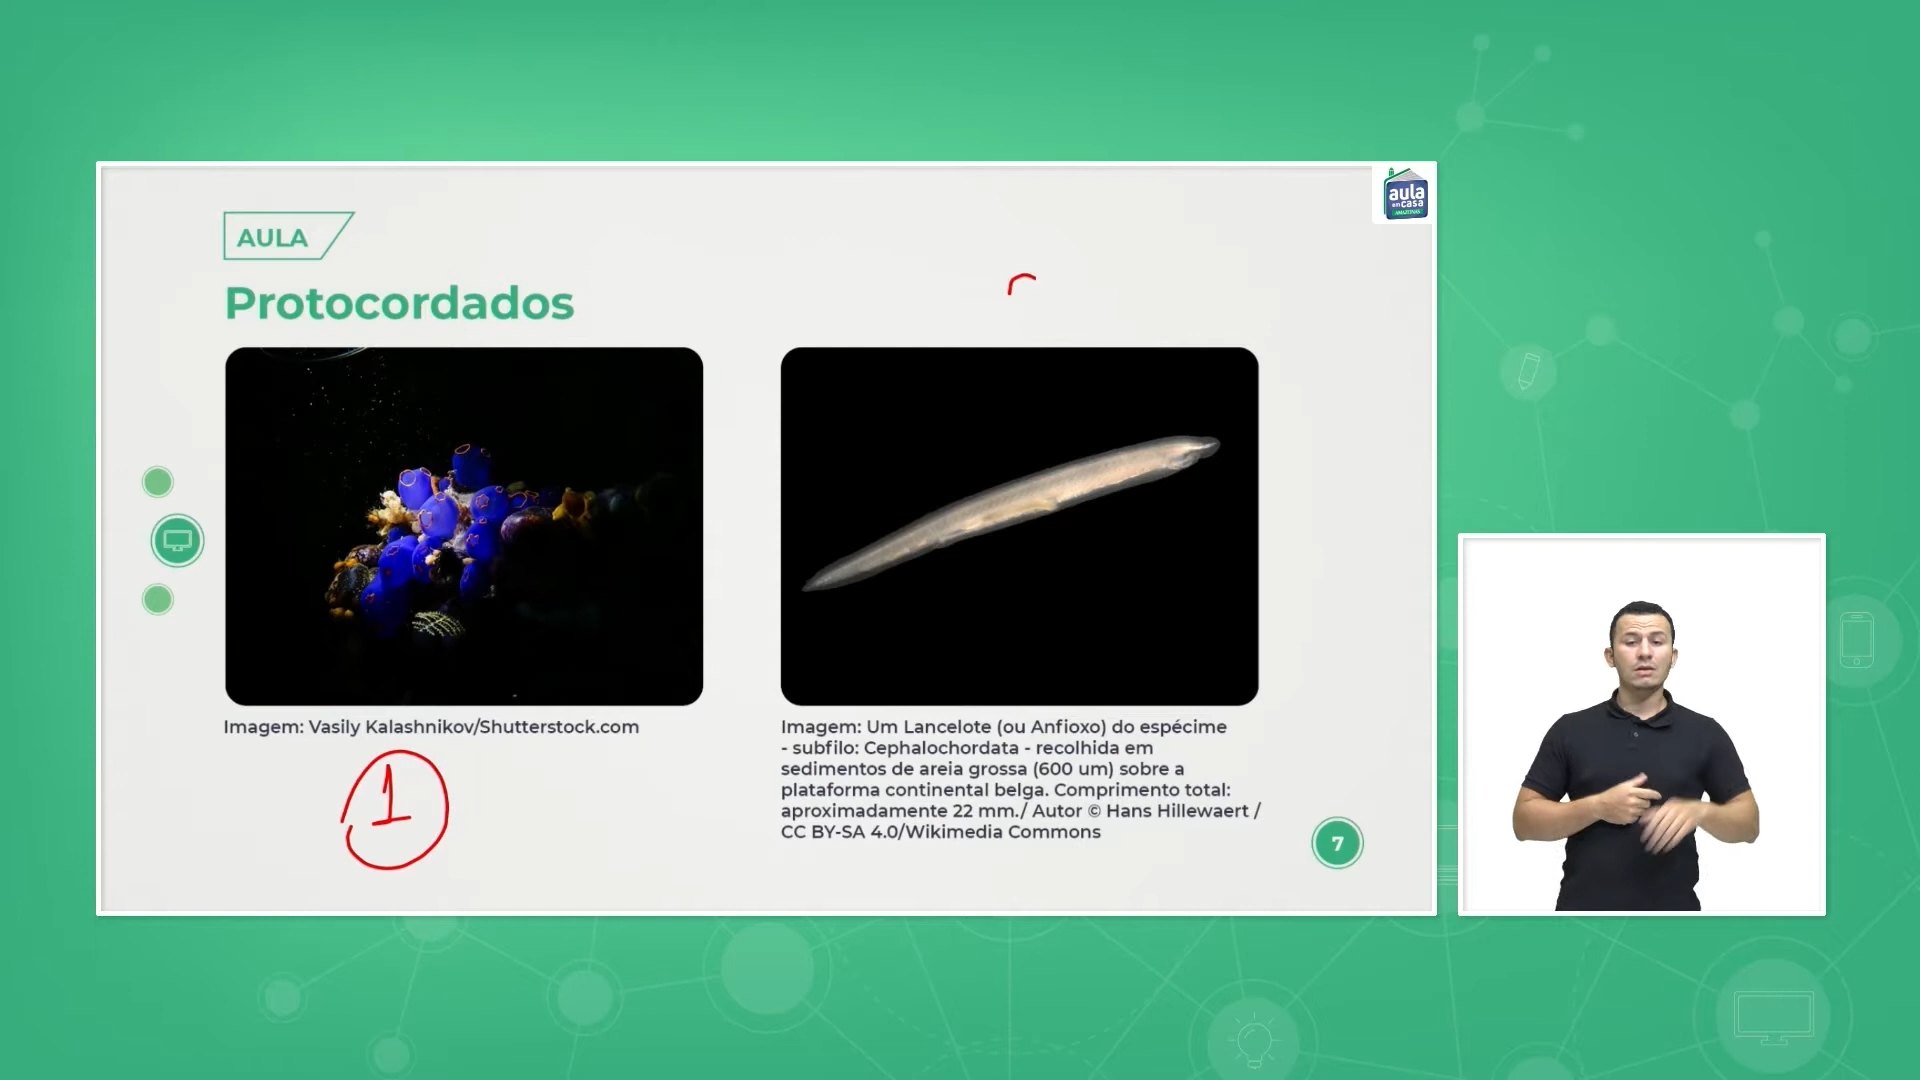 aula
em casa
AMAZONAS
AULA
Protocordados
Imagem: Vasily Kalashnikov/Shutterstock.com
1
Imagem: Um Lancelote (ou Anfioxo) do espécime
- subfilo: Cephalochordata - recolhida em
sedimentos de areia grossa (600 um) sobre a
plataforma continental belga. Comprimento total:
aproximadamente 22 mm./ Autor © Hans Hillewaert /
CC BY-SA 4.0/Wikimedia Commons
7